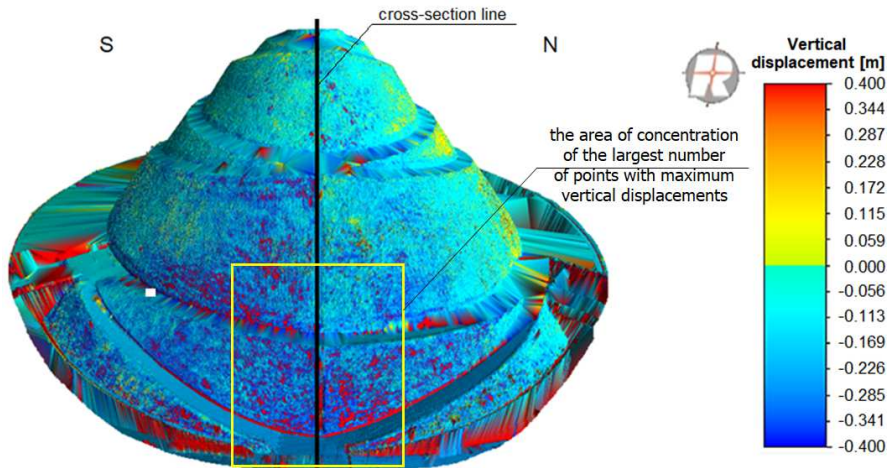 cross-section line
S
N
the area of concentration
of the largest number
of points with maximum
vertical displacements
Vertical
displacement [m]
0.400
0.344
0.287
0.228
0.172
0.115
0.059
0.000
-0.056
-0.113
-0.169
-0.226
-0.285
-0.341
-0.400